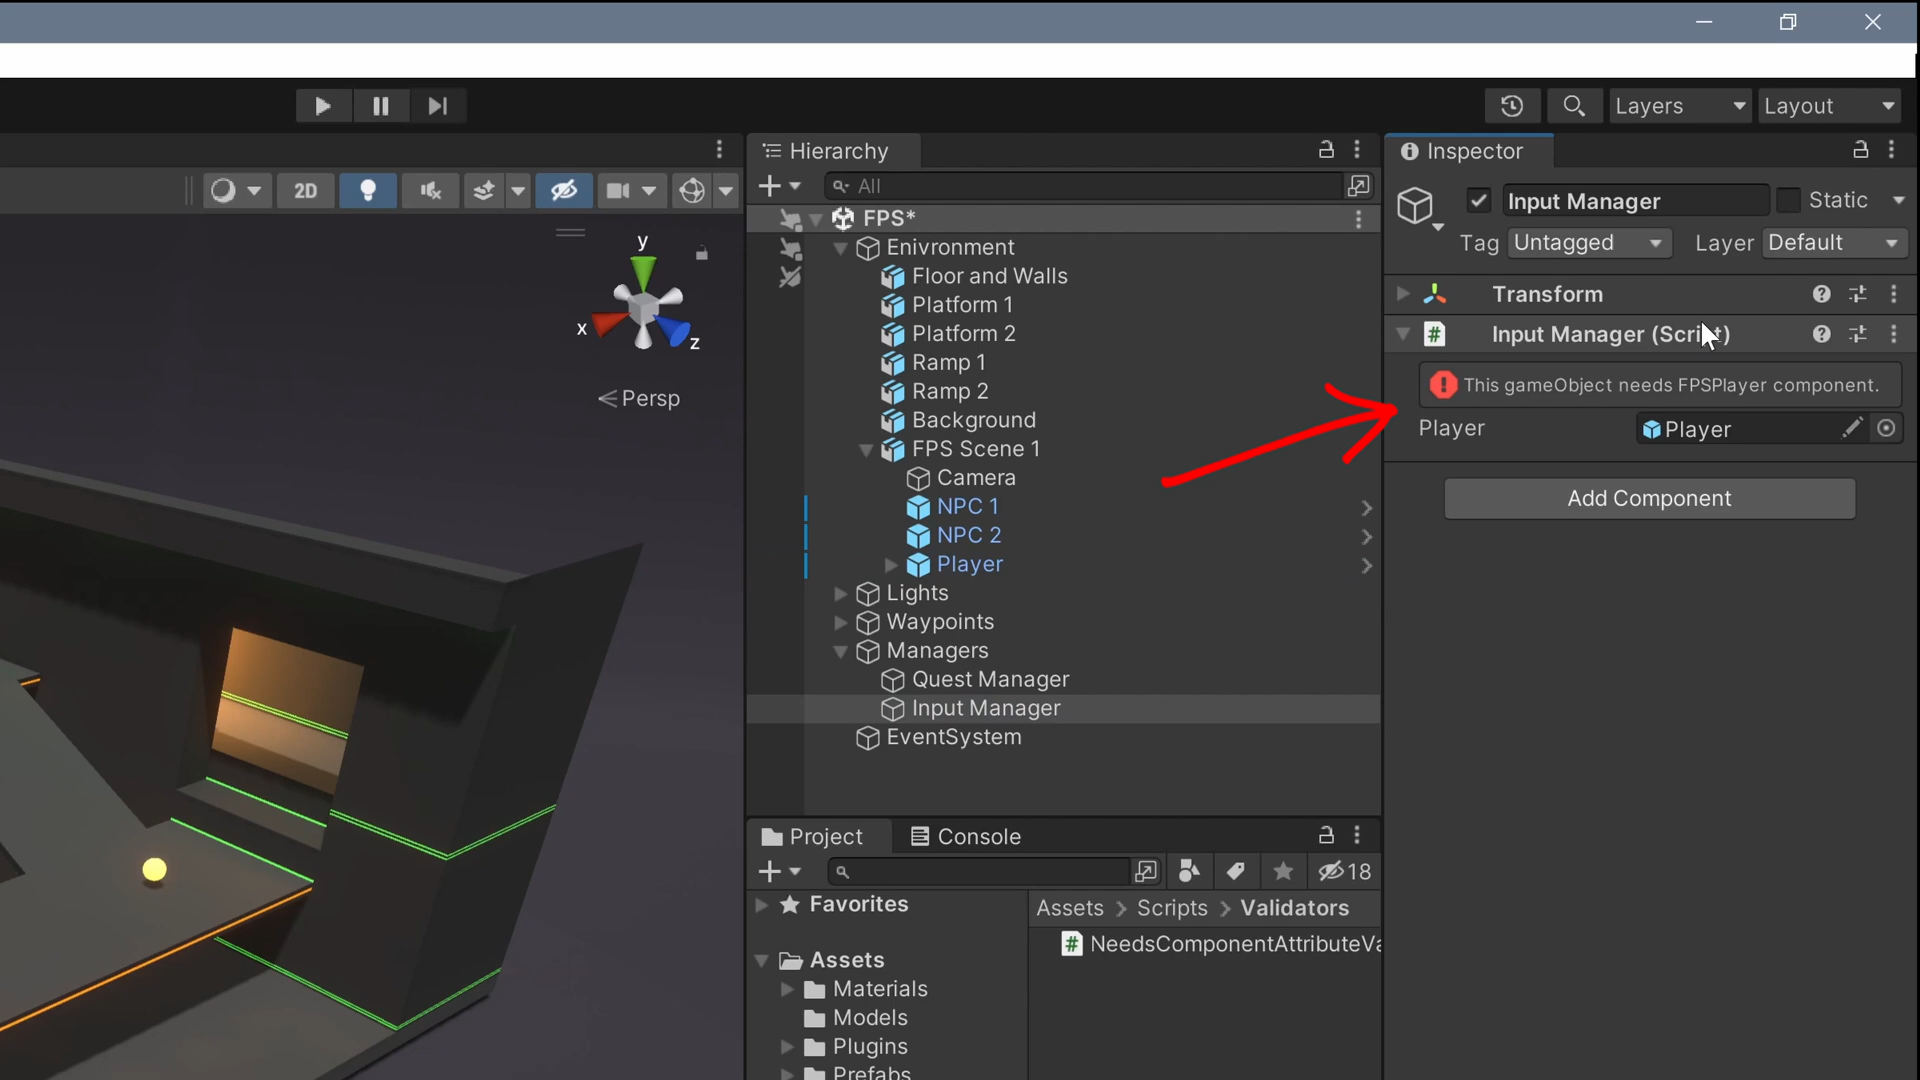 Layers
Layout
Hierarchy
Inspector
2D
All
Input Manager
Static
FPS*
Tag
Untagged
Layer
Default
Enivronment
Floor and Walls
Platform 1
Platform 2
Ramp 1
Ramp 2
Background
FPS Scene 1
Camera
NPC 1
NPC 2
Player
Lights
Waypoints
Managers
Quest Manager
Input Manager
EventSystem
y
x
z
Persp
Transform
Input Manager (Script)
This gameObject needs FPSPlayer component.
Player
Player
Add Component
Project
Console
18
Favorites
Assets > Scripts > Validators
NeedsComponentAttributeVa
Assets
Materials
Models
Plugins
Prefabs